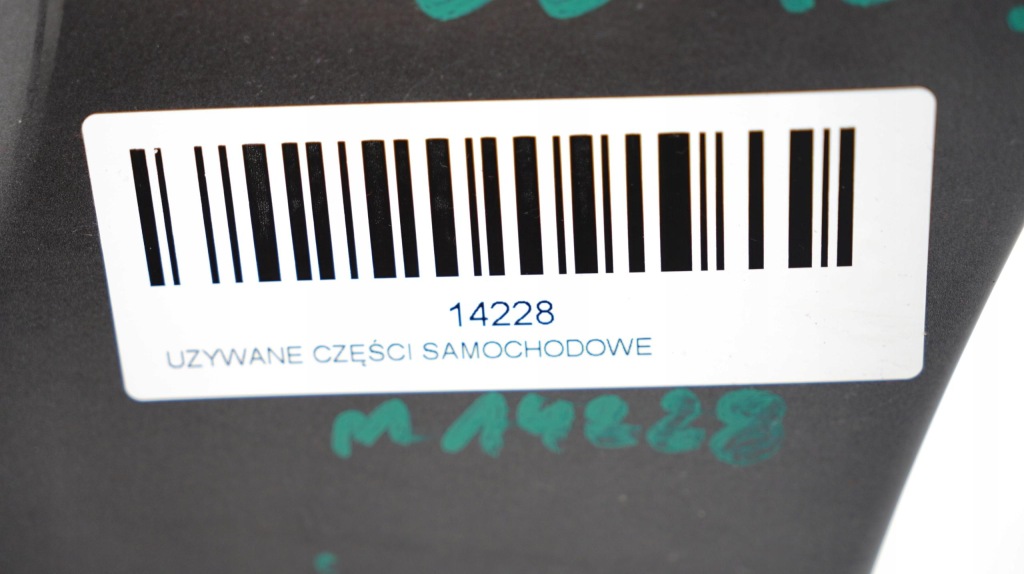 14228
UZYWANE CZĘŚCI SAMOCHODOWE
M 14228